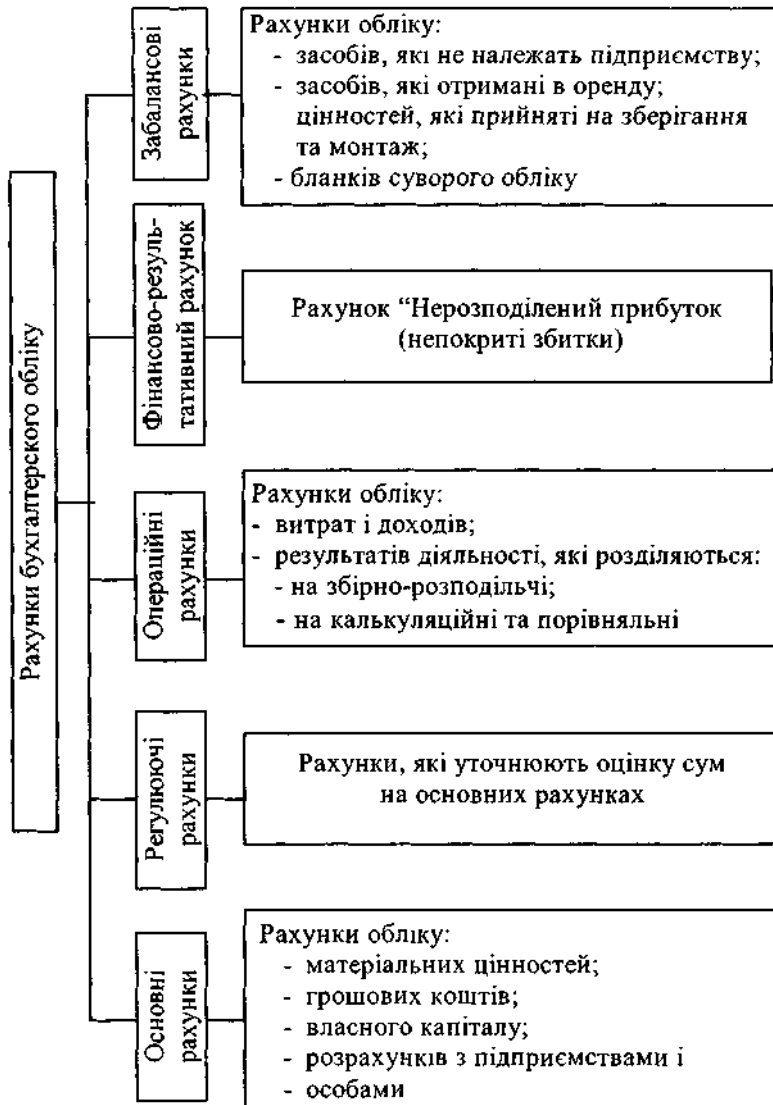 Рахунки бухгалтерского обліку
Забалансові
рахунки
Рахунки обліку:
- засобів, які не належать підприємству;
- засобів, які отримані в оренду;
цінностей, які прийняті на зберігання
та монтаж;
- бланків суворого обліку
Фінансово-резуль-
тативний рахунок
Рахунок “Нерозподілений прибуток
(непокриті збитки)
Операційні
рахунки
Рахунки обліку:
- витрат і доходів;
- результатів діяльності, які розділяються:
- на збірно-розподільчі;
- на калькуляційні та порівняльні
Регулюючі
рахунки
Рахунки, які уточнюють оцінку сум
на основних рахунках
Основні
рахунки
Рахунки обліку:
- матеріальних цінностей;
- грошових коштів;
- власного капіталу;
- розрахунків з підприємствами і
- особами